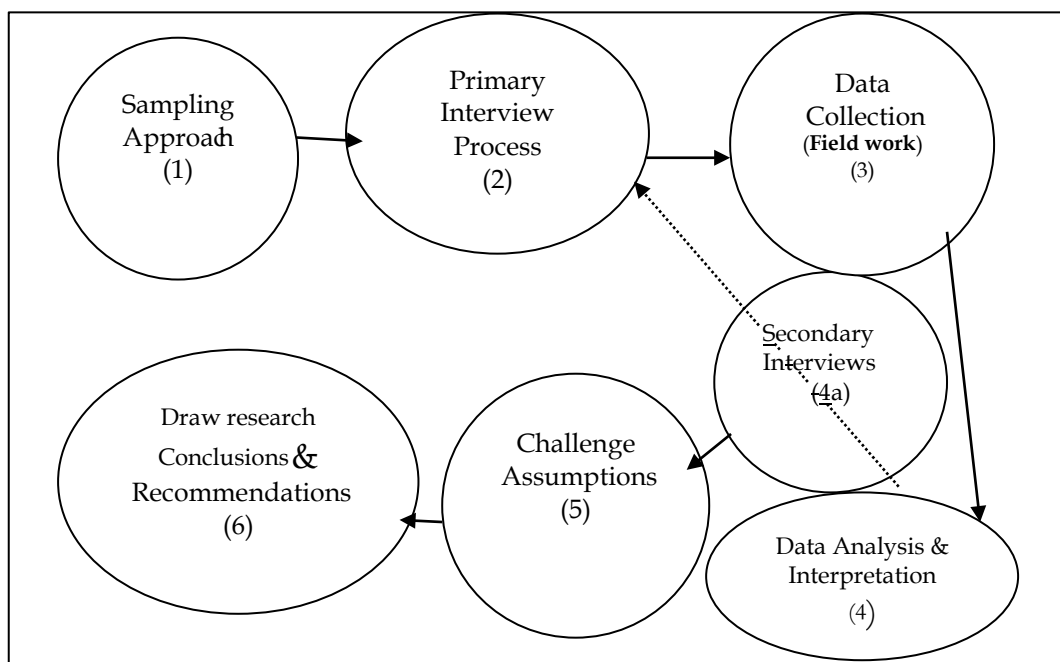 Sampling
Approach
(1)
Primary
Interview
Process
(2)
Data
Collection
(Field work)
(3)
Secondary
Interviews
(4a)
Data Analysis &
Interpretation
(4)
Challenge
Assumptions
(5)
Draw research
Conclusions &
Recommendations
(6)